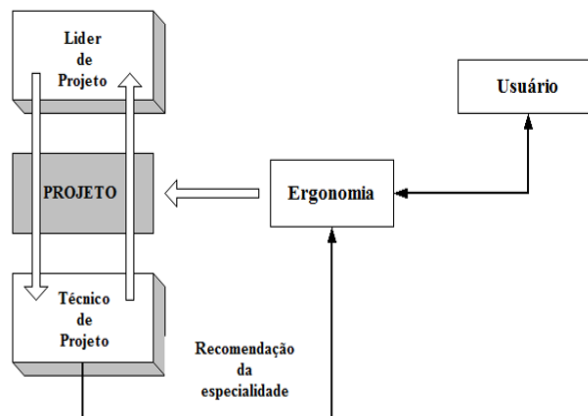 Lider
de
Projeto
Usuário
PROJETO
Ergonomia
Técnico
de
Projeto
Recomendação
da
especialidade